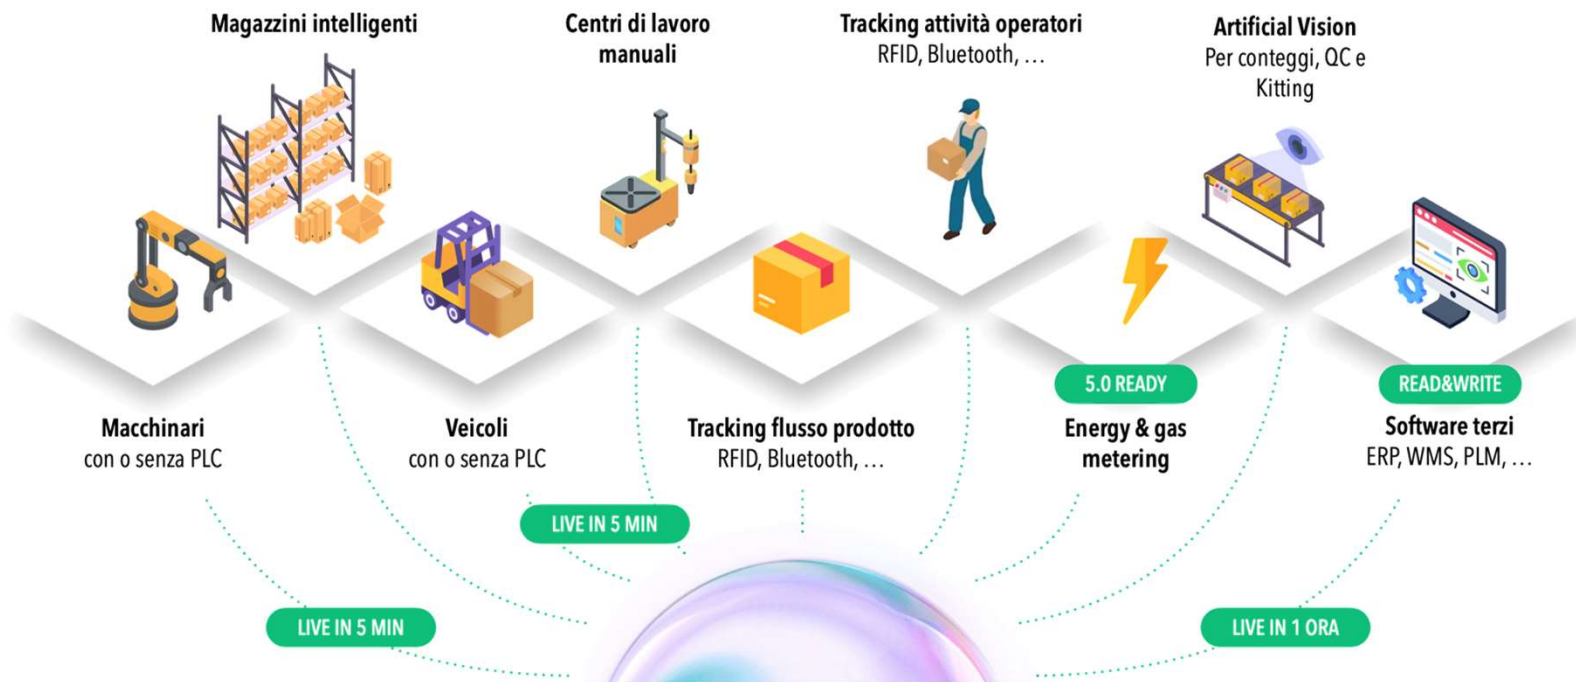 Magazzini intelligenti
Centri di lavoro
manuali
Tracking attività operatori
RFID, Bluetooth, …
Artificial Vision
Per conteggi, QC e
Kitting
Macchinari
con o senza PLC
Veicoli
con o senza PLC
Tracking flusso prodotto
RFID, Bluetooth, …
5.0 READY
Energy & gas
metering
READ&WRITE
Software terzi
ERP, WMS, PLM, …
LIVE IN 5 MIN
LIVE IN 5 MIN
LIVE IN 1 ORA